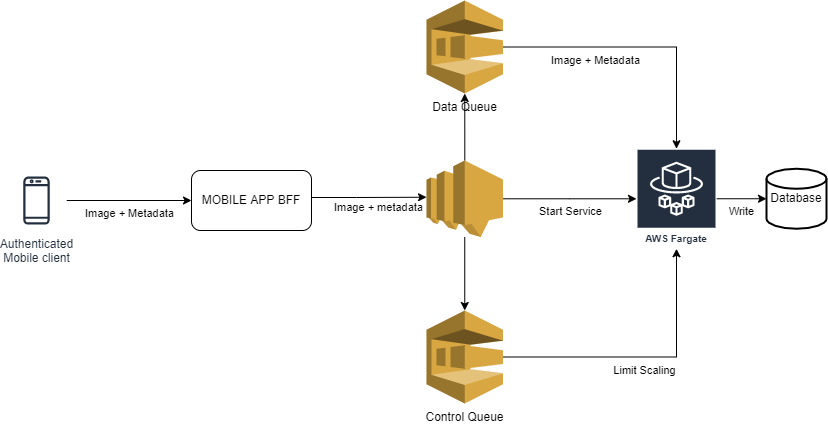 Image + Metadata
Data Queue
MOBILE APP BFF
Image + Metadata
Image + metadata
Start Service
Write
Database
AWS Fargate
Authenticated
Mobile client
Limit Scaling
Control Queue